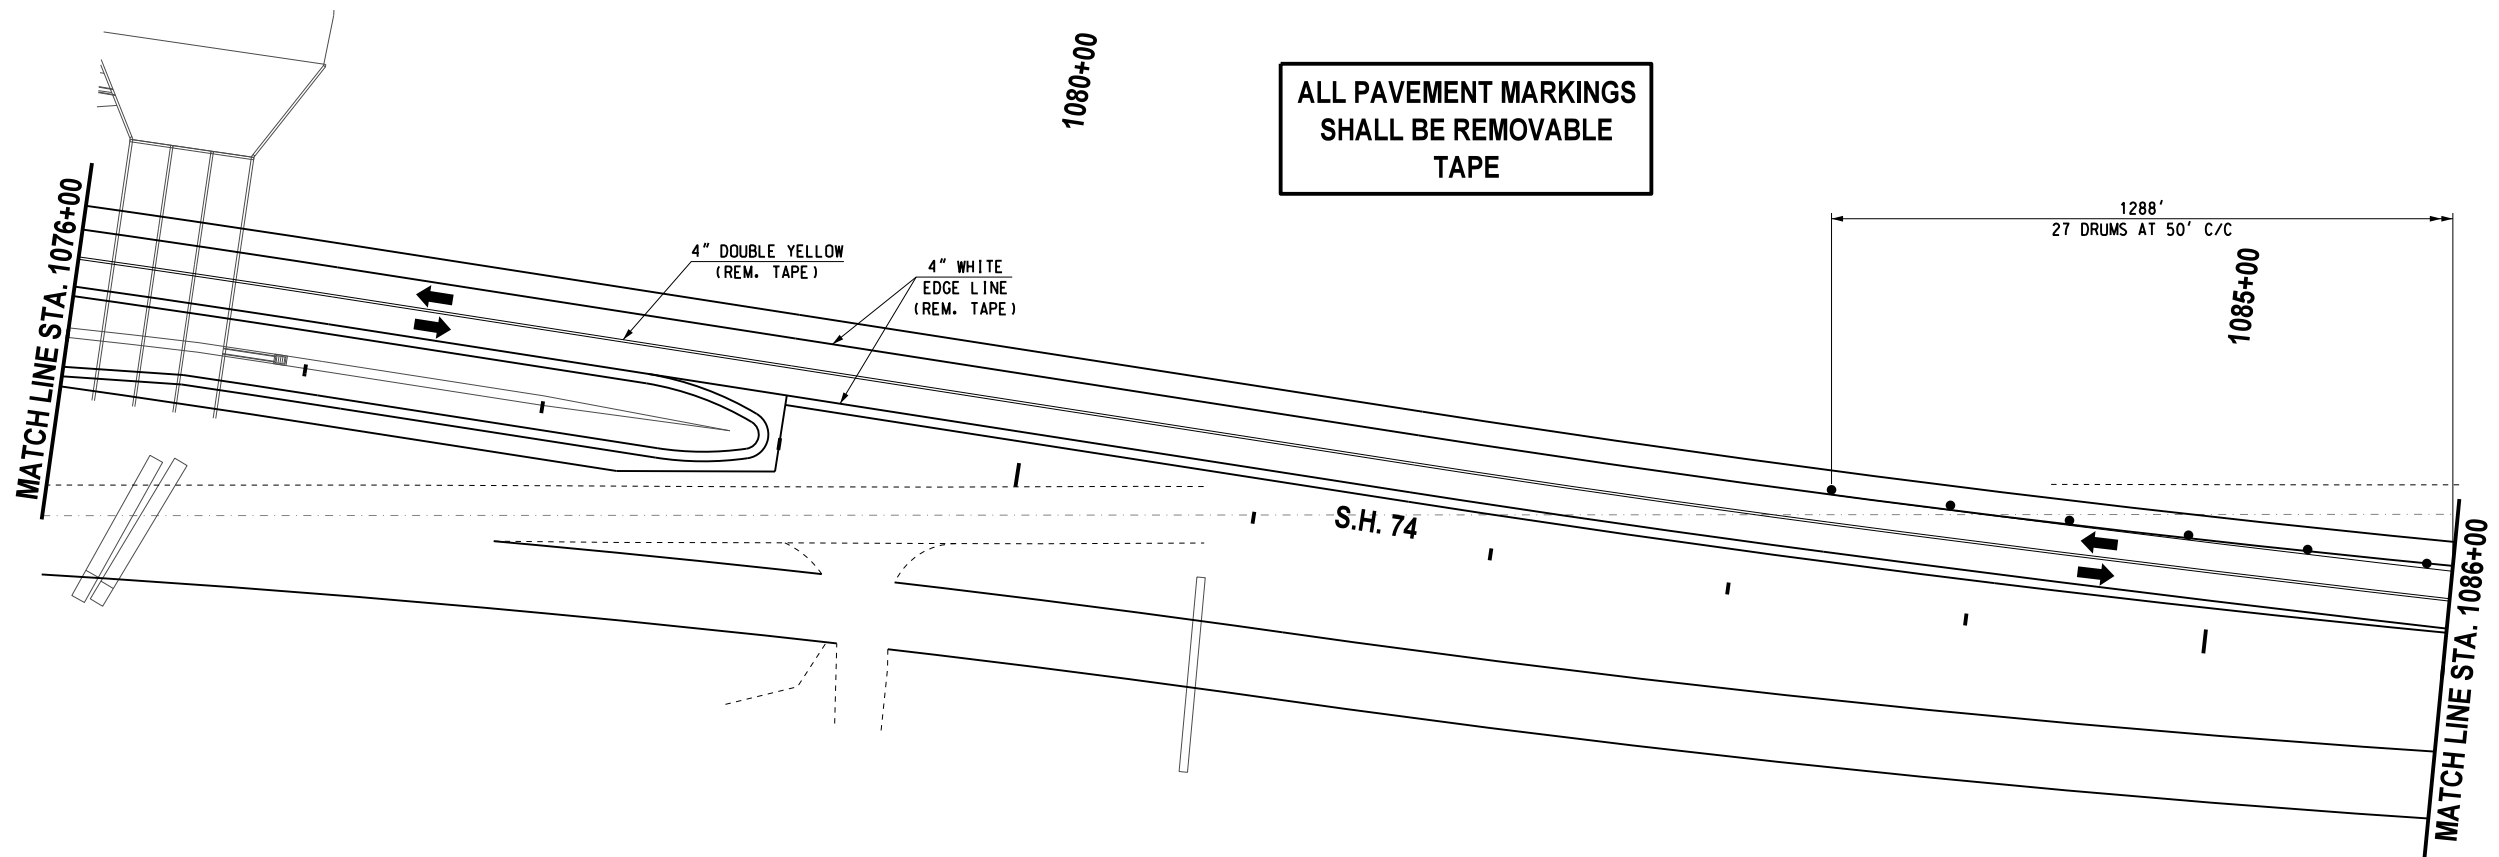 1080+00
ALL PAVEMENT MARKINGS
SHALL BE REMOVABLE
TAPE
MATCH LINE STA. 1076+00
4" DOUBLE YELLOW
(REM. TAPE)
4" WHITE
EDGE LINE
(REM. TAPE)
1288'
27 DRUMS AT 50' C/C
1085+00
S.H. 74
MATCH LINE STA. 1086+00